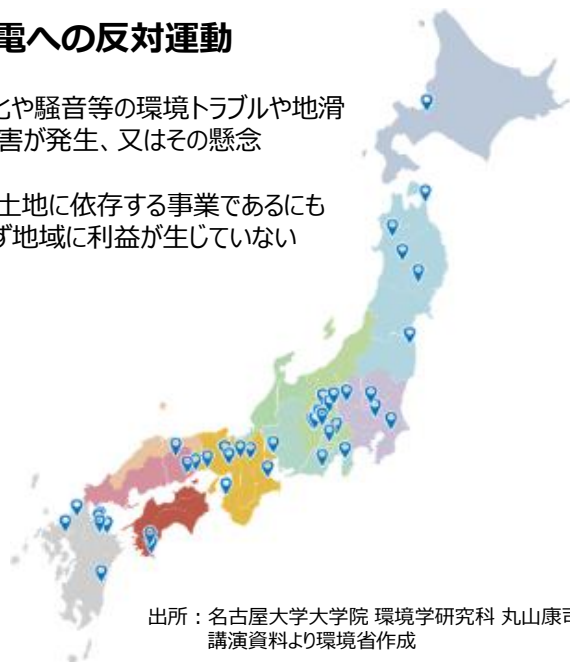 電への反対運動
化や騒音等の環境トラブルや地滑
害が発生、又はその懸念
土地に依存する事業であるにも
ず地域に利益が生じていない
出所：名古屋大学大学院 環境学研究科 丸山康司
講演資料より環境省作成